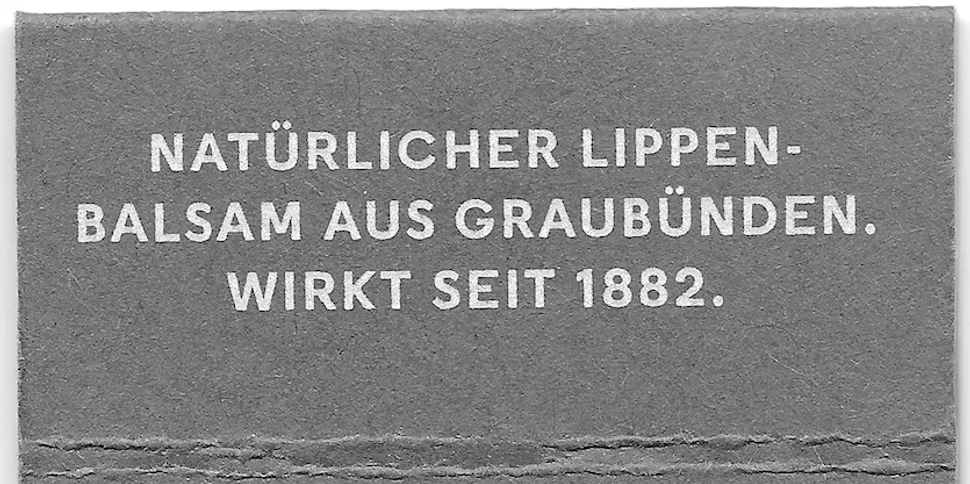 NATÜRLICHER LIPPEN-
BALSAM AUS GRAUBÜNDEN.
WIRKT SEIT 1882.